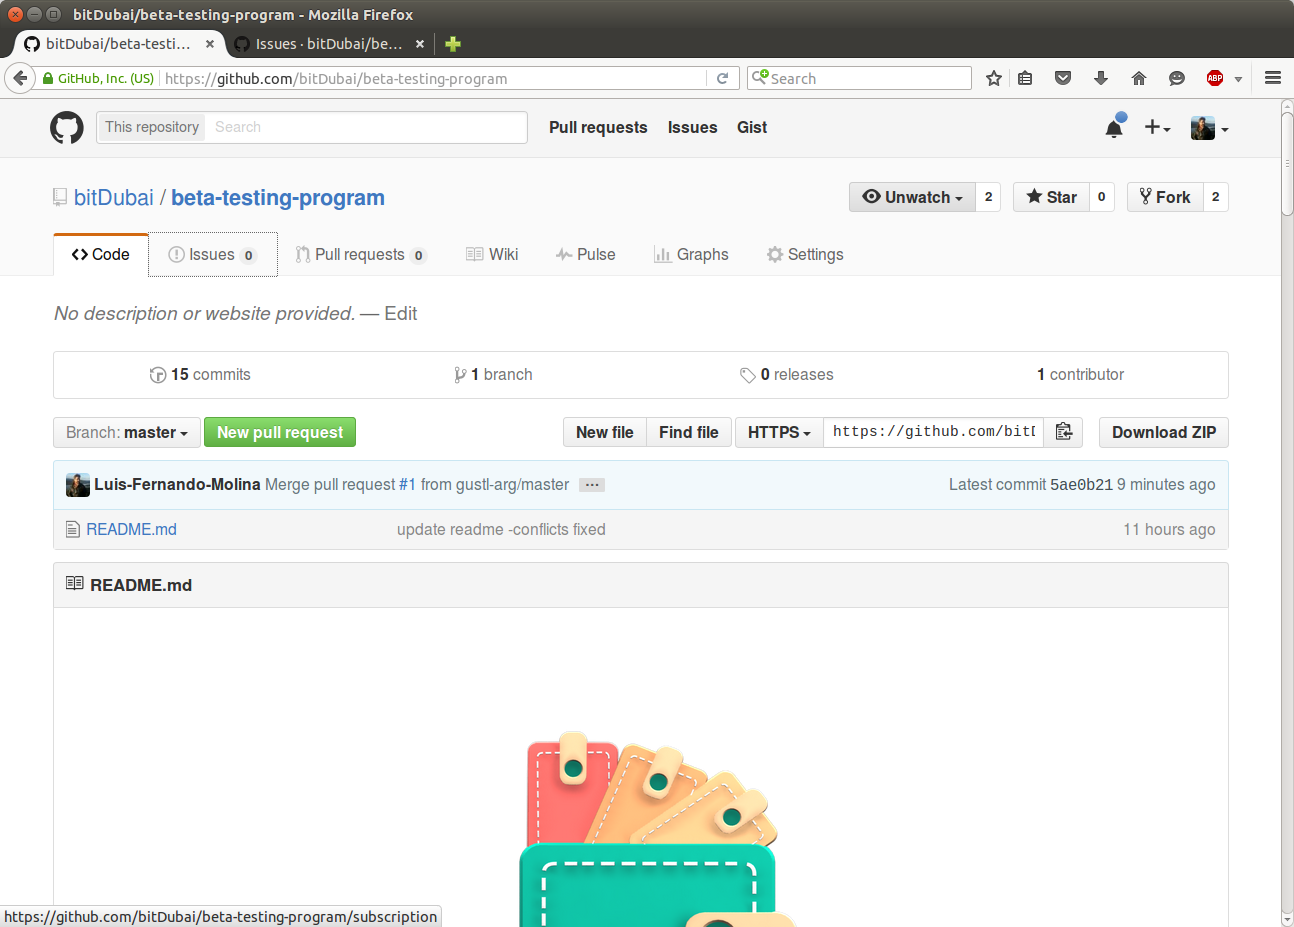 bitDubai/beta-testing-program - Mozilla Firefox
bitDubai/beta-testi... Issues · bitDubai/be...
GitHub, Inc. (US) https://github.com/bitDubai/beta-testing-program Search ABP
This repository Search Pull requests Issues Gist
bitDubai / beta-testing-program Unwatch 2 Star 0 Fork 2
Code Issues 0 Pull requests 0 Wiki Pulse Graphs Settings
No description or website provided. — Edit
15 commits 1 branch 0 releases 1 contributor
Branch: master New pull request New file Find file HTTPS https://github.com/bitD Download ZIP
Luis-Fernando-Molina Merge pull request #1 from gustl-arg/master ... Latest commit 5ae0b21 9 minutes ago
README.md update readme -conflicts fixed 11 hours ago
README.md
https://github.com/bitDubai/beta-testing-program/subscription